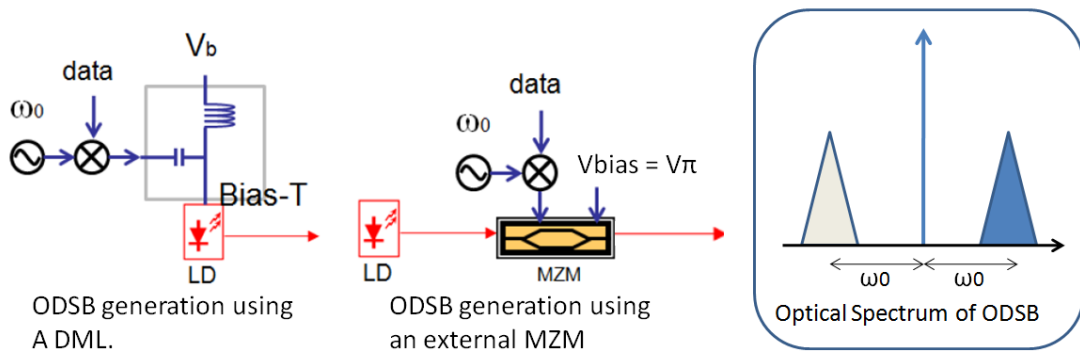 V_b
data
ω0
Bias-T
LD
ODSB generation using
A DML.
data
ω0
Vbias = Vπ
LD
MZM
ODSB generation using
an external MZM
ω0
ω0
Optical Spectrum of ODSB